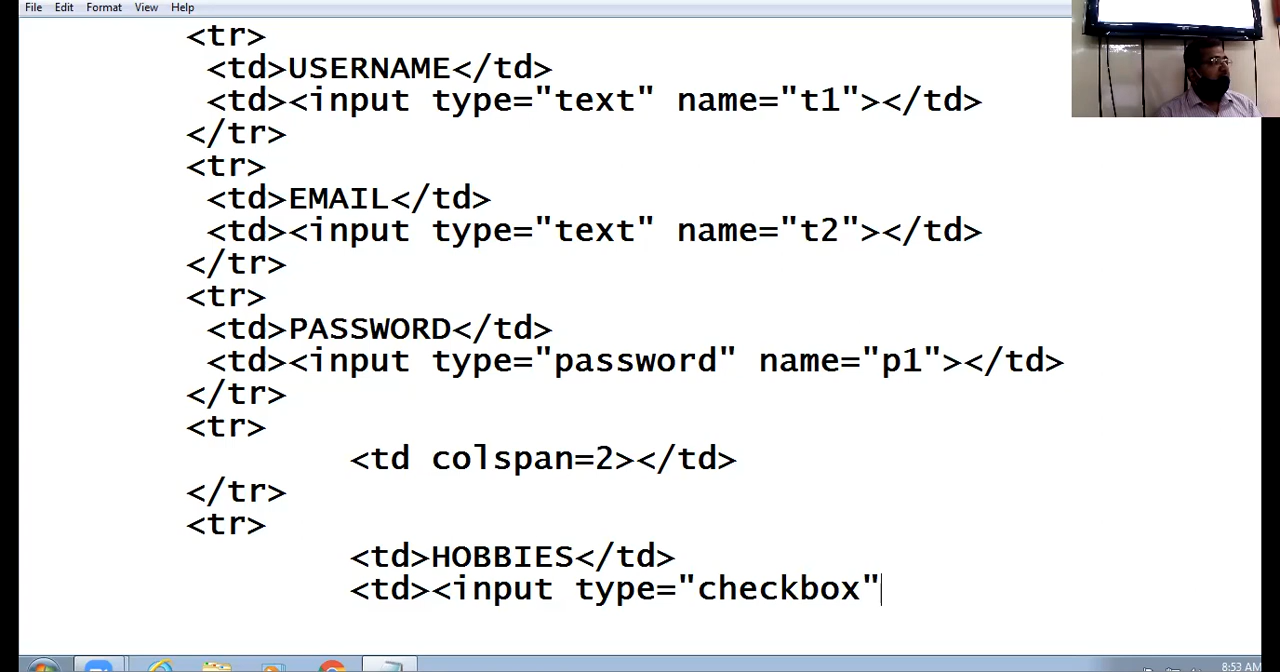 File Edit Format View Help
<tr>
<td>USERNAME</td>
<td><input type="text" name="t1"></td>
</tr>
<tr>
<td>EMAIL</td>
<td><input type="text" name="t2"></td>
</tr>
<tr>
<td>PASSWORD</td>
<td><input type="password" name="p1"></td>
</tr>
<tr>
<td colspan=2></td>
</tr>
<tr>
<td>HOBBIES</td>
<td><input type="checkbox"
8:53 AM